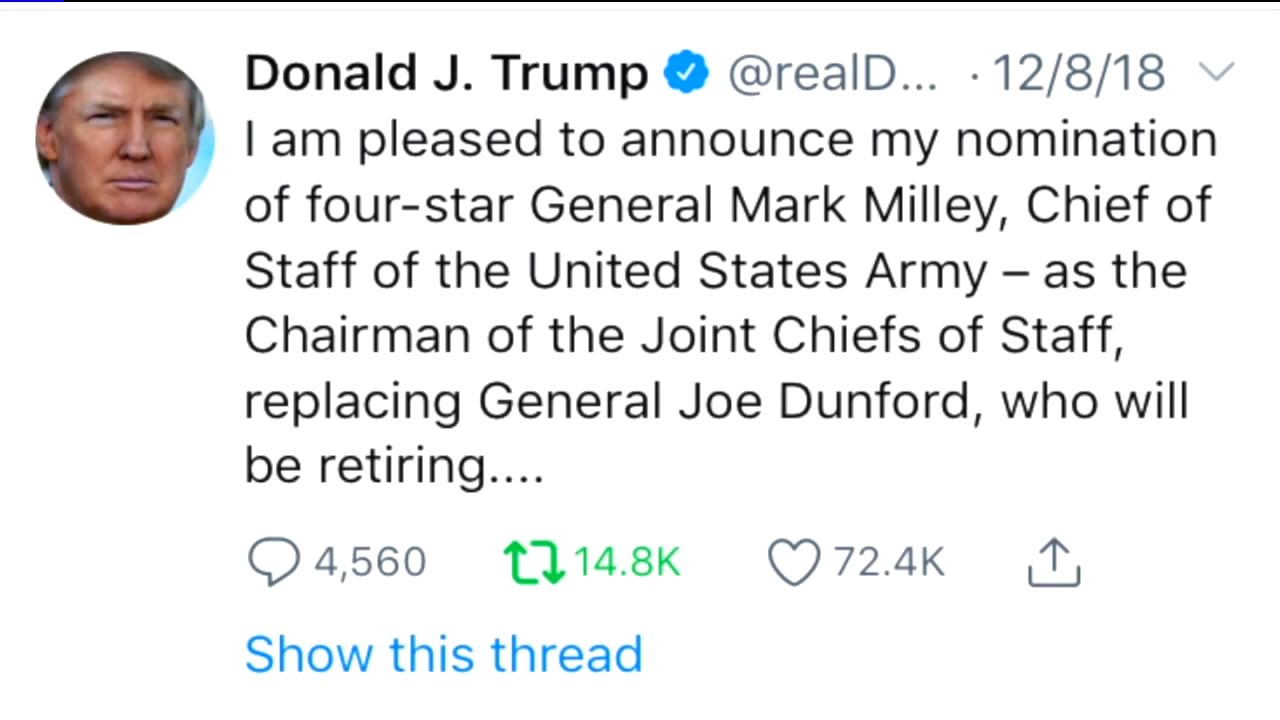 Donald J. Trump @realD... · 12/8/18
I am pleased to announce my nomination
of four-star General Mark Milley, Chief of
Staff of the United States Army – as the
Chairman of the Joint Chiefs of Staff,
replacing General Joe Dunford, who will
be retiring....
4,560 14.8K 72.4K
Show this thread